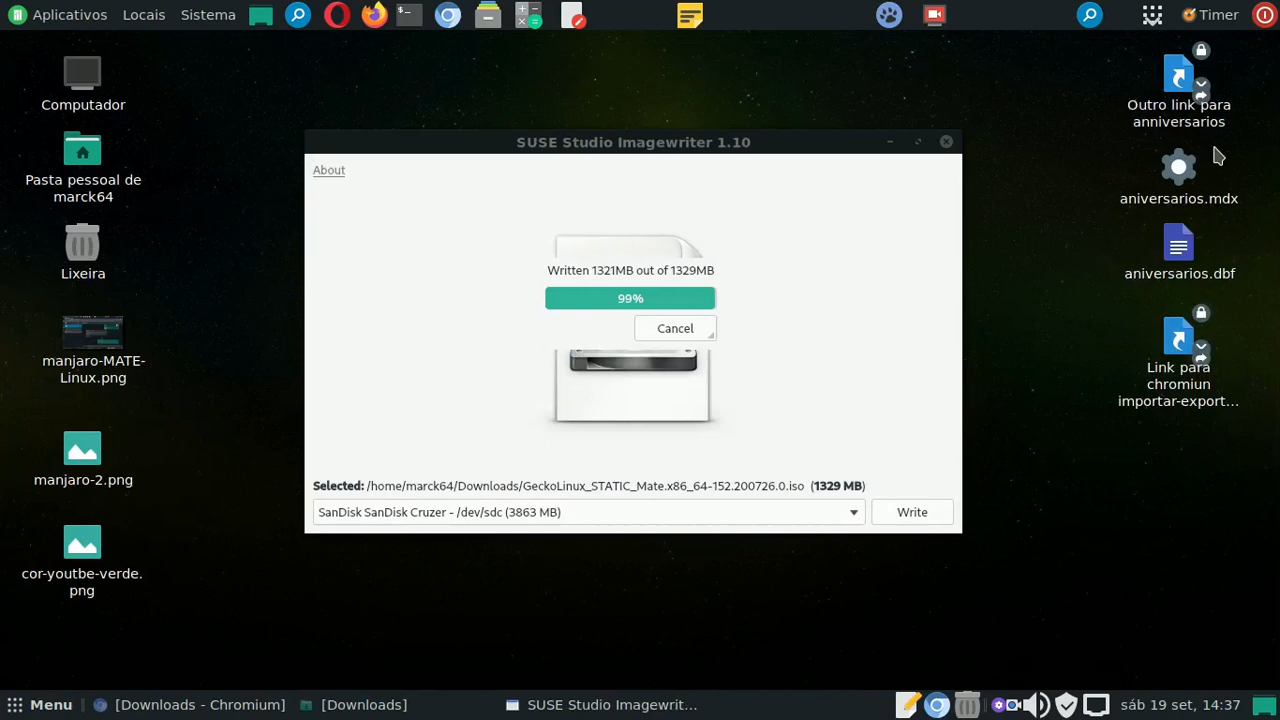 Aplicativos Locais Sistema Timer
Computador
Pasta pessoal de
marck64
Lixeira
manjaro-MATE-
Linux.png
manjaro-2.png
cor-youtbe-verde.
png
Outro link para
anniversarios
aniversarios.mdx
aniversarios.dbf
Link para
chromiun
importar-export...
SUSE Studio Imagewriter 1.10
About
Written 1321MB out of 1329MB
99%
Cancel
Selected: /home/marck64/Downloads/GeckoLinux_STATIC_Mate.x86_64-152.200726.0.iso (1329 MB)
SanDisk SanDisk Cruzer - /dev/sdc (3863 MB) Write
Menu [Downloads - Chromium] [Downloads] SUSE Studio Imagewrit... sáb 19 set, 14:37